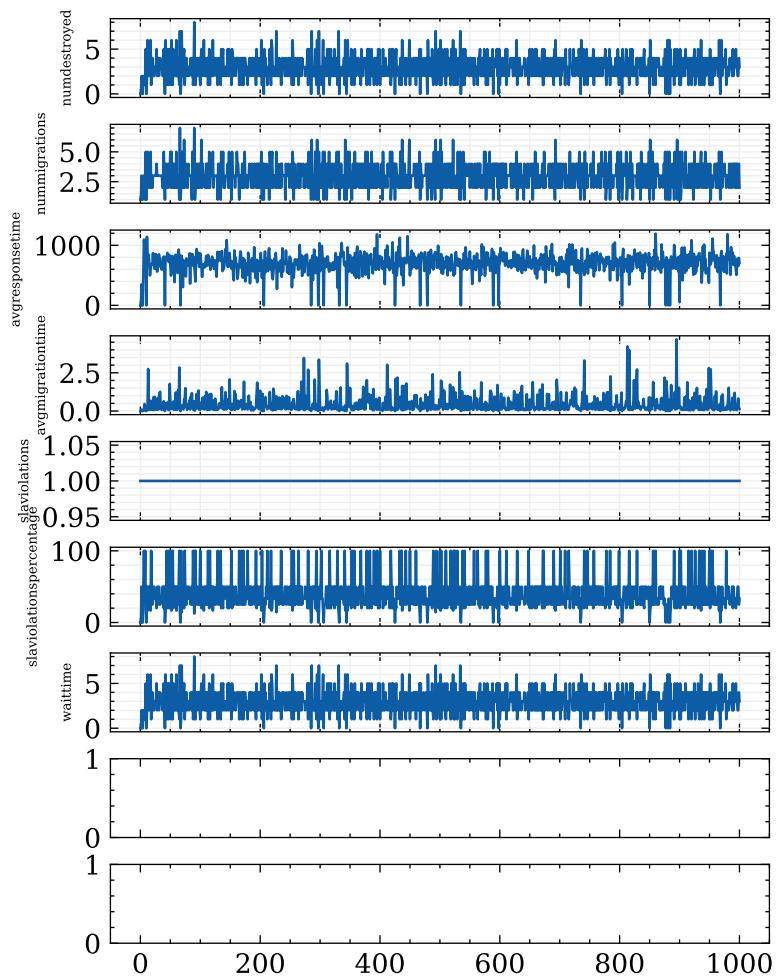 numdestroyed
5
0
nummigrations
5.0
2.5
avgresponsetime
1000
0
avgmigrationtime
2.5
0.0
slaviolations
1.05
1.00
0.95
slaviolationspercentage
100
0
waittime
5
0
1
0
1
0
0 200 400 600 800 1000